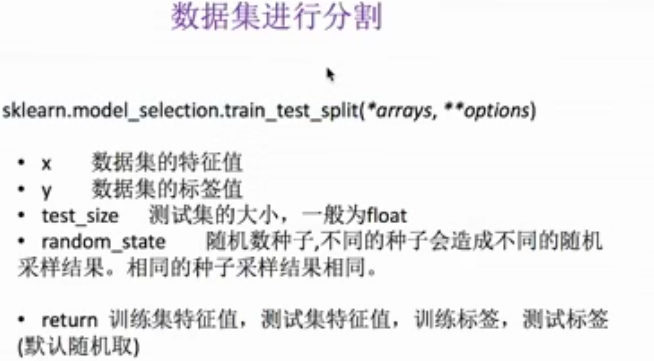 数据集进行分割
sklearn.model_selection.train_test_split(*arrays, **options)
• x 数据集的特征值
• y 数据集的标签值
• test_size 测试集的大小，一般为float
• random_state 随机数种子,不同的种子会造成不同的随机
采样结果。相同的种子采样结果相同。
• return 训练集特征值，测试集特征值，训练标签，测试标签
(默认随机取)